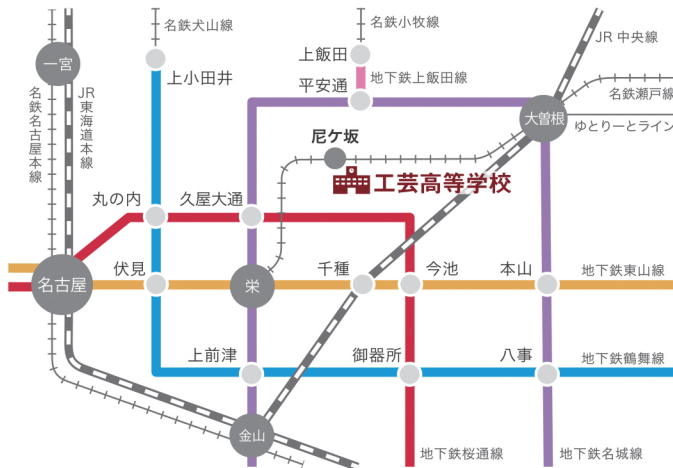 名鉄犬山線
名鉄小牧線
JR中央線
一宮
上小田井
上飯田
地下鉄上飯田線
平安通
名鉄瀬戸線
名鉄名古屋本線
JR東海道本線
大曽根
ゆとりーとライン
尼ケ坂
工芸高等学校
丸の内
久屋大通
名古屋
伏見
栄
千種
今池
本山
地下鉄東山線
上前津
御器所
八事
地下鉄鶴舞線
金山
地下鉄桜通線
地下鉄名城線